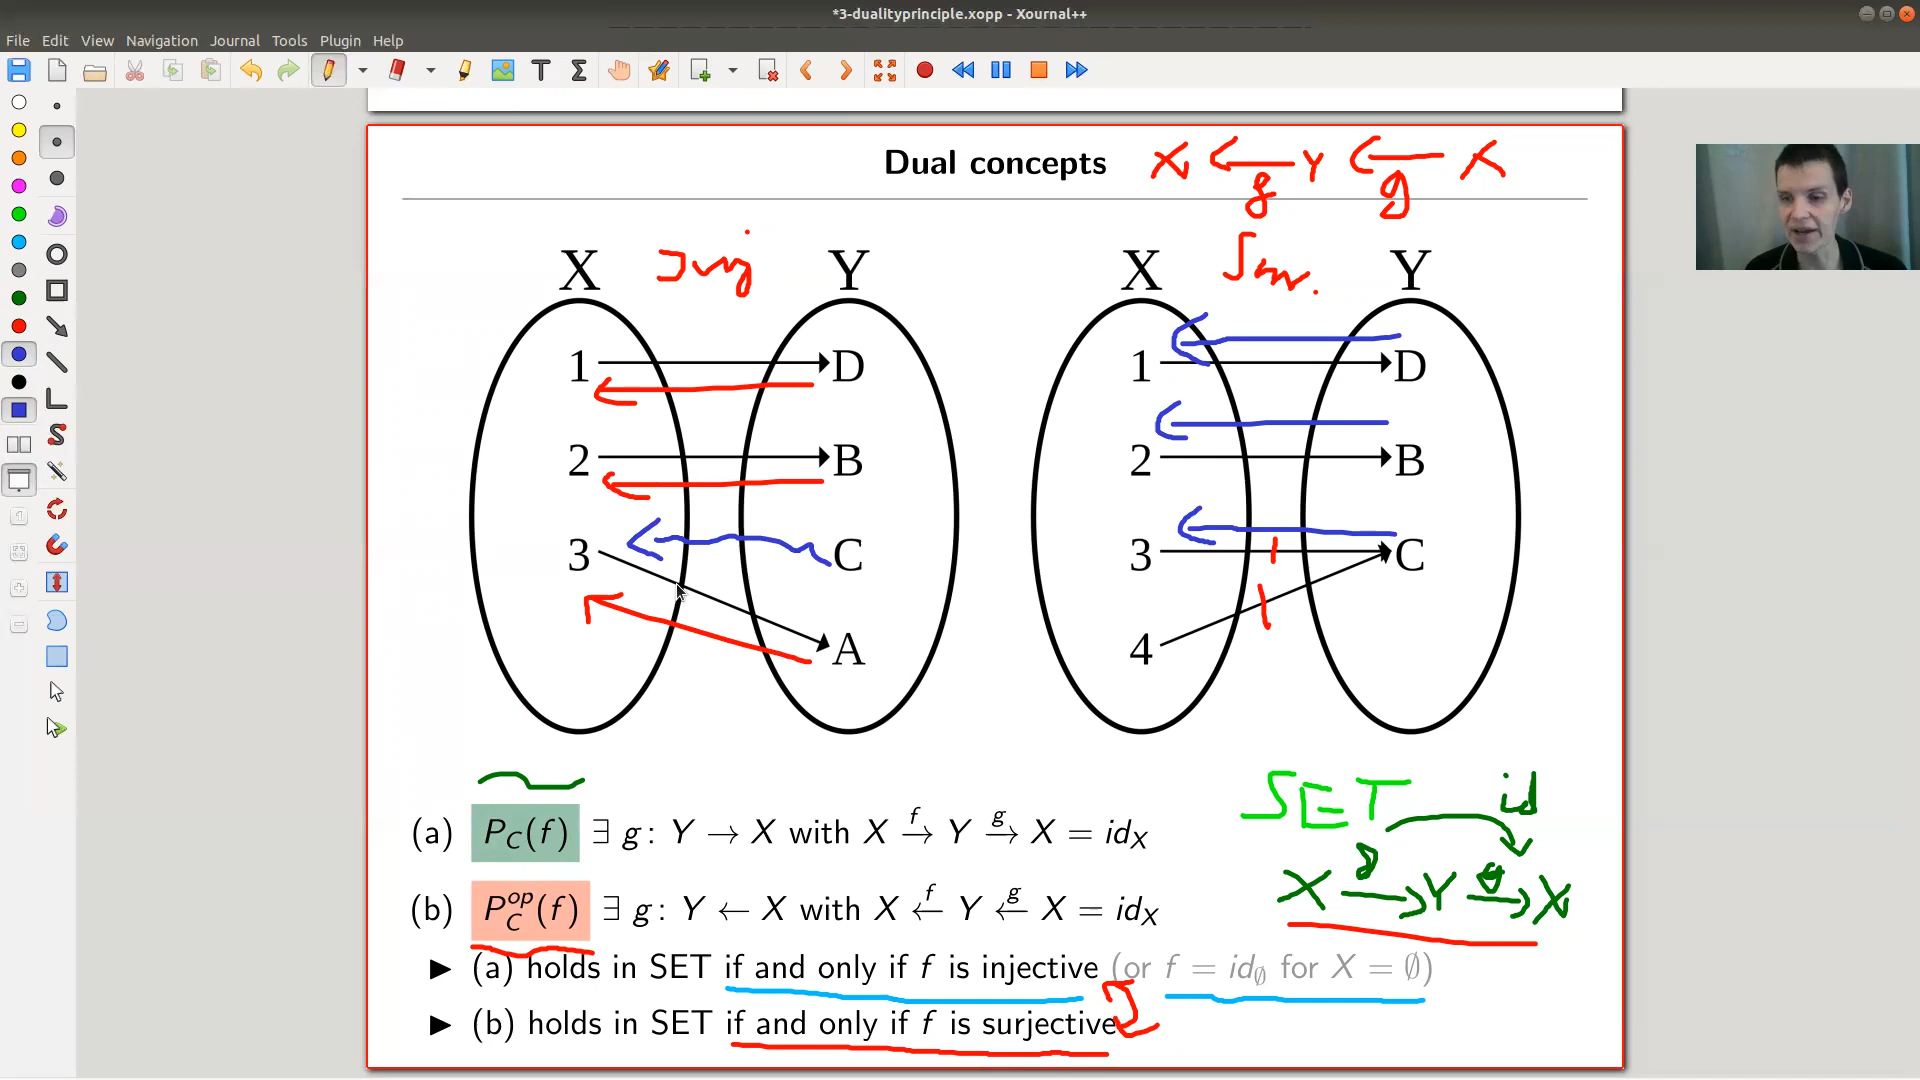 *3-dualityprinciple.xopp - Xournal++
File Edit View Navigation Journal Tools Plugin Help
Dual concepts
X ← Y ← X
g g
X Inj Y
X Sur. Y
1 D
2 B
3 C
A
1 D
2 B
3 C
4
SET id
(a) P_C(f) ∃ g: Y → X with X →^f Y →^g X = id_X
X → Y → X
(b) P_C^op(f) ∃ g: Y ← X with X ←^f Y ←^g X = id_X
▶ (a) holds in SET if and only if f is injective (or f = id_∅ for X = ∅)
▶ (b) holds in SET if and only if f is surjective